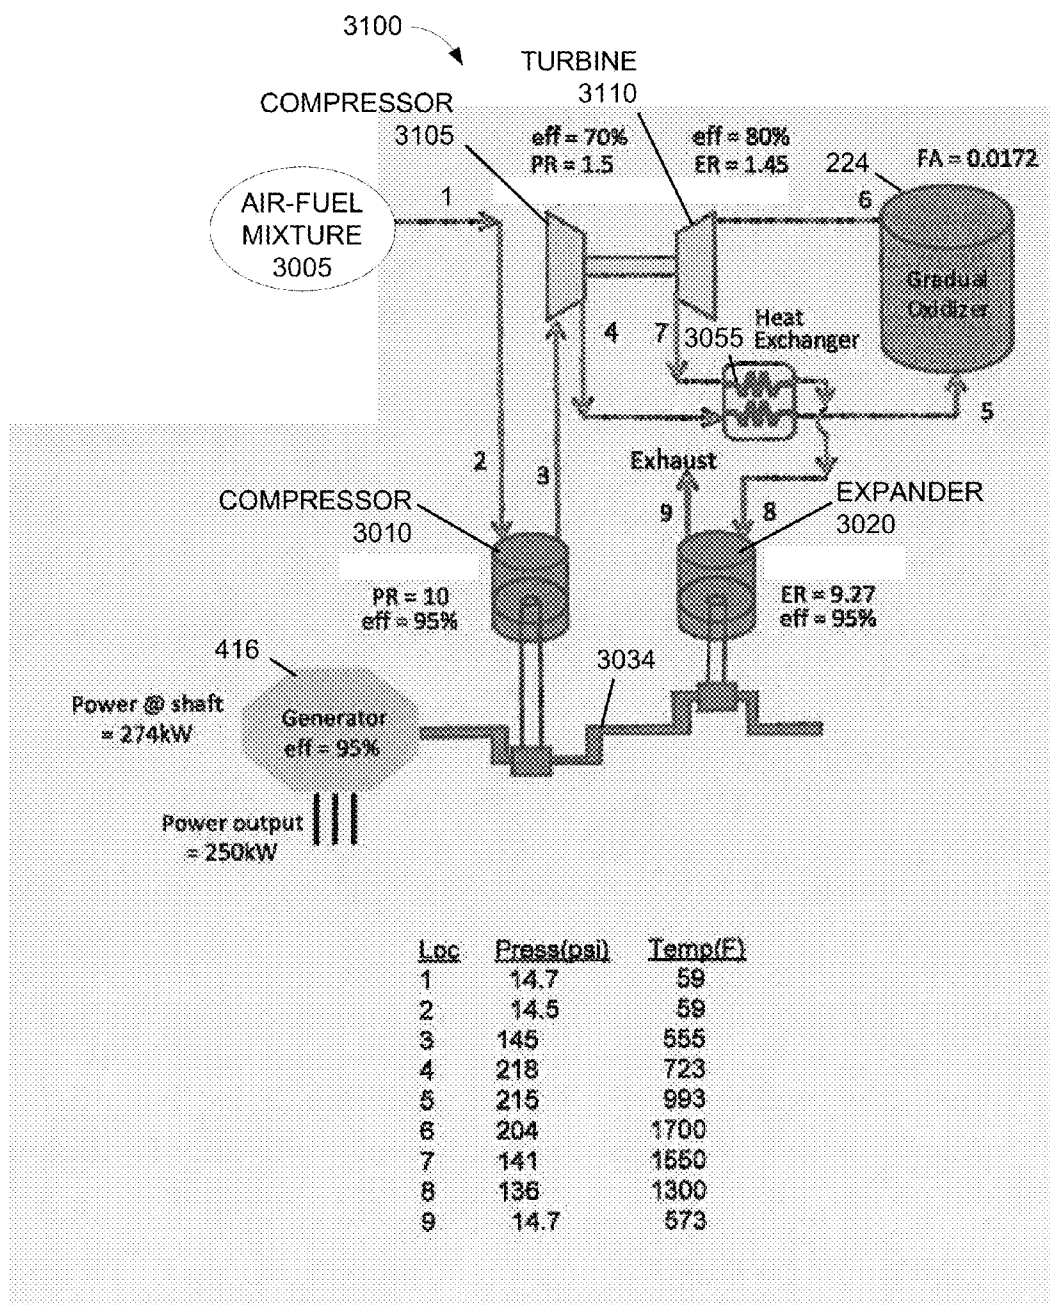 3100
TURBINE
3110
COMPRESSOR
3105
eff = 70%
PR = 1.5
eff = 80%
ER = 1.45
224
FA = 0.0172
AIR-FUEL
MIXTURE
3005
1
6
Gradual
Oxidizer
4
7
3055
Heat
Exchanger
5
2
3
Exhaust
9
8
COMPRESSOR
3010
EXPANDER
3020
PR = 10
eff = 95%
ER = 9.27
eff = 95%
416
3034
Power @ shaft
= 274kW
Generator
eff = 95%
Power output
= 250kW
Loc Press(psi) Temp(F)
1 14.7 59
2 14.5 59
3 145 555
4 218 723
5 215 993
6 204 1700
7 141 1550
8 136 1300
9 14.7 573